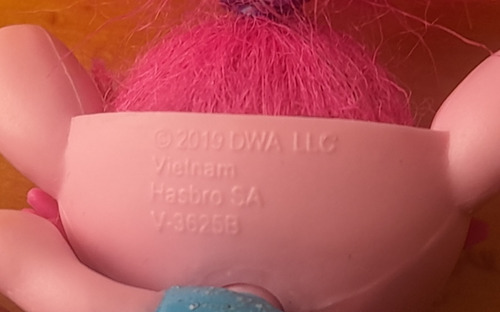 © 2019 DWA LLC
Vietnam
Hasbro SA
V-3625B